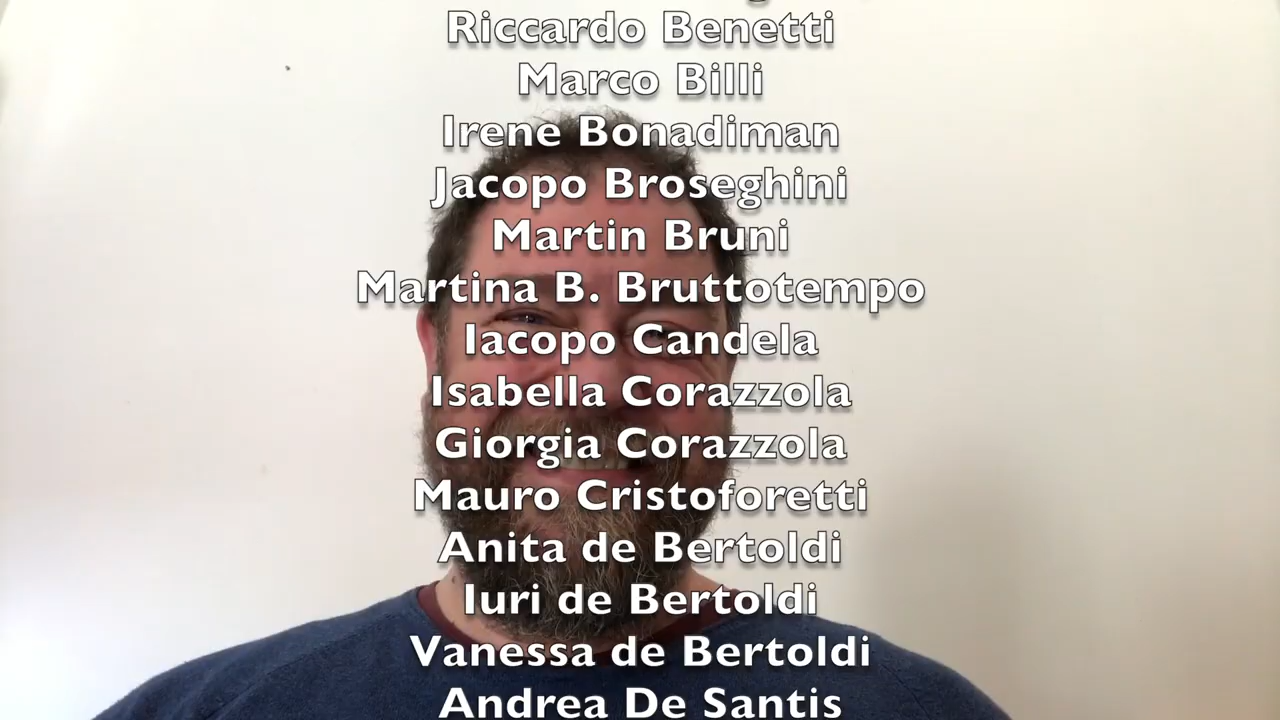 Riccardo Benetti
Marco Billi
Irene Bonadiman
Jacopo Broseghini
Martin Bruni
Martina B. Bruttotempo
Iacopo Candela
Isabella Corazzola
Giorgia Corazzola
Mauro Cristoforetti
Anita de Bertoldi
Iuri de Bertoldi
Vanessa de Bertoldi
Andrea De Santis